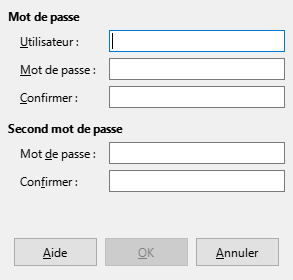 Mot de passe
Utilisateur :
Mot de passe :
Confirmer :
Second mot de passe
Mot de passe :
Confirmer :
Aide OK Annuler